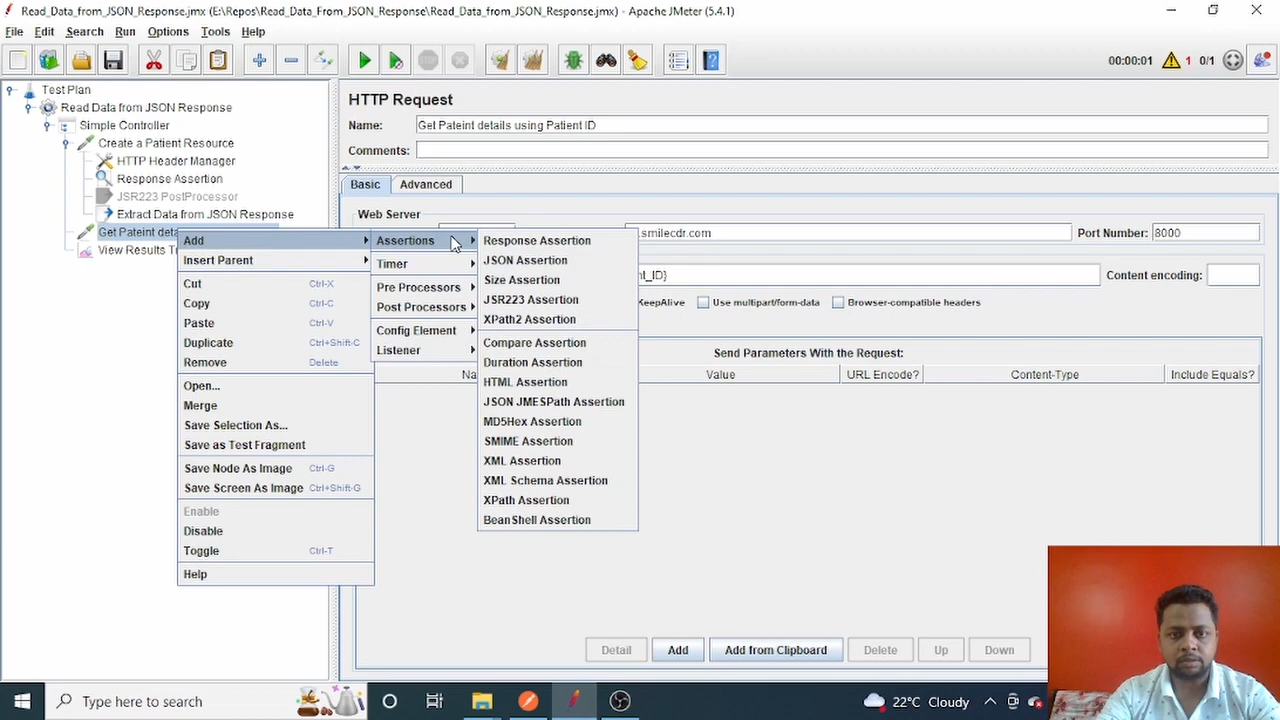 Read_Data_from_JSON_Response.jmx (E:\Repos\Read_Data_From_JSON_Response\Read_Data_from_JSON_Response.jmx) - Apache JMeter (5.4.1)
File Edit Search Run Options Tools Help
00:00:01 1 0/1
Test Plan
Read Data from JSON Response
Simple Controller
Create a Patient Resource
HTTP Header Manager
Response Assertion
JSR223 PostProcessor
Extract Data from JSON Response
Get Pateint deta
View Results T
HTTP Request
Name: Get Pateint details using Patient ID
Comments:
Basic Advanced
Web Server
.smilecdr.com Port Number: 8000
t_ID} Content encoding:
KeepAlive Use multipart/form-data Browser-compatible headers
Send Parameters With the Request:
Na Value URL Encode? Content-Type Include Equals?
Add
Insert Parent
Cut Ctrl-X
Copy Ctrl-C
Paste Ctrl-V
Duplicate Ctrl+Shift-C
Remove Delete
Open...
Merge
Save Selection As...
Save as Test Fragment
Save Node As Image Ctrl-G
Save Screen As Image Ctrl+Shift-G
Enable
Disable
Toggle Ctrl-T
Help
Assertions
Timer
Pre Processors
Post Processors
Config Element
Listener
Response Assertion
JSON Assertion
Size Assertion
JSR223 Assertion
XPath2 Assertion
Compare Assertion
Duration Assertion
HTML Assertion
JSON JMESPath Assertion
MD5Hex Assertion
SMIME Assertion
XML Assertion
XML Schema Assertion
XPath Assertion
BeanShell Assertion
Detail Add Add from Clipboard Delete Up Down
Type here to search
22°C Cloudy